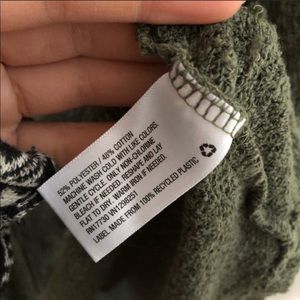 52% POLYESTER / 48% COTTON
MACHINE WASH COLD WITH LIKE COLORS.
GENTLE CYCLE. ONLY NON-CHLORINE
BLEACH IF NEEDED. RESHAPE AND LAY
FLAT TO DRY. WARM IRON IF NEEDED.
RN17730 VN1298251
LABEL MADE FROM 100% RECYCLED PLASTIC